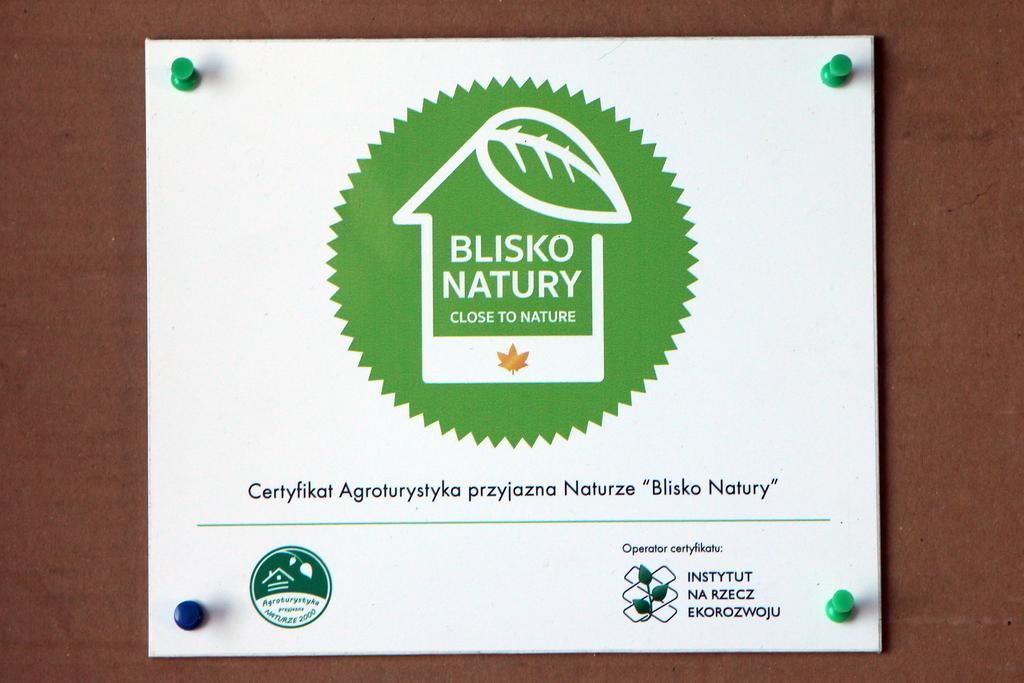 BLISKO
NATURY
CLOSE TO NATURE
Certyfikat Agroturystyka przyjazna Naturze "Blisko Natury"
Agroturystyka
przyjazna
NATURZE 2000
Operator certyfikatu:
INSTYTUT
NA RZECZ
EKOROZWOJU